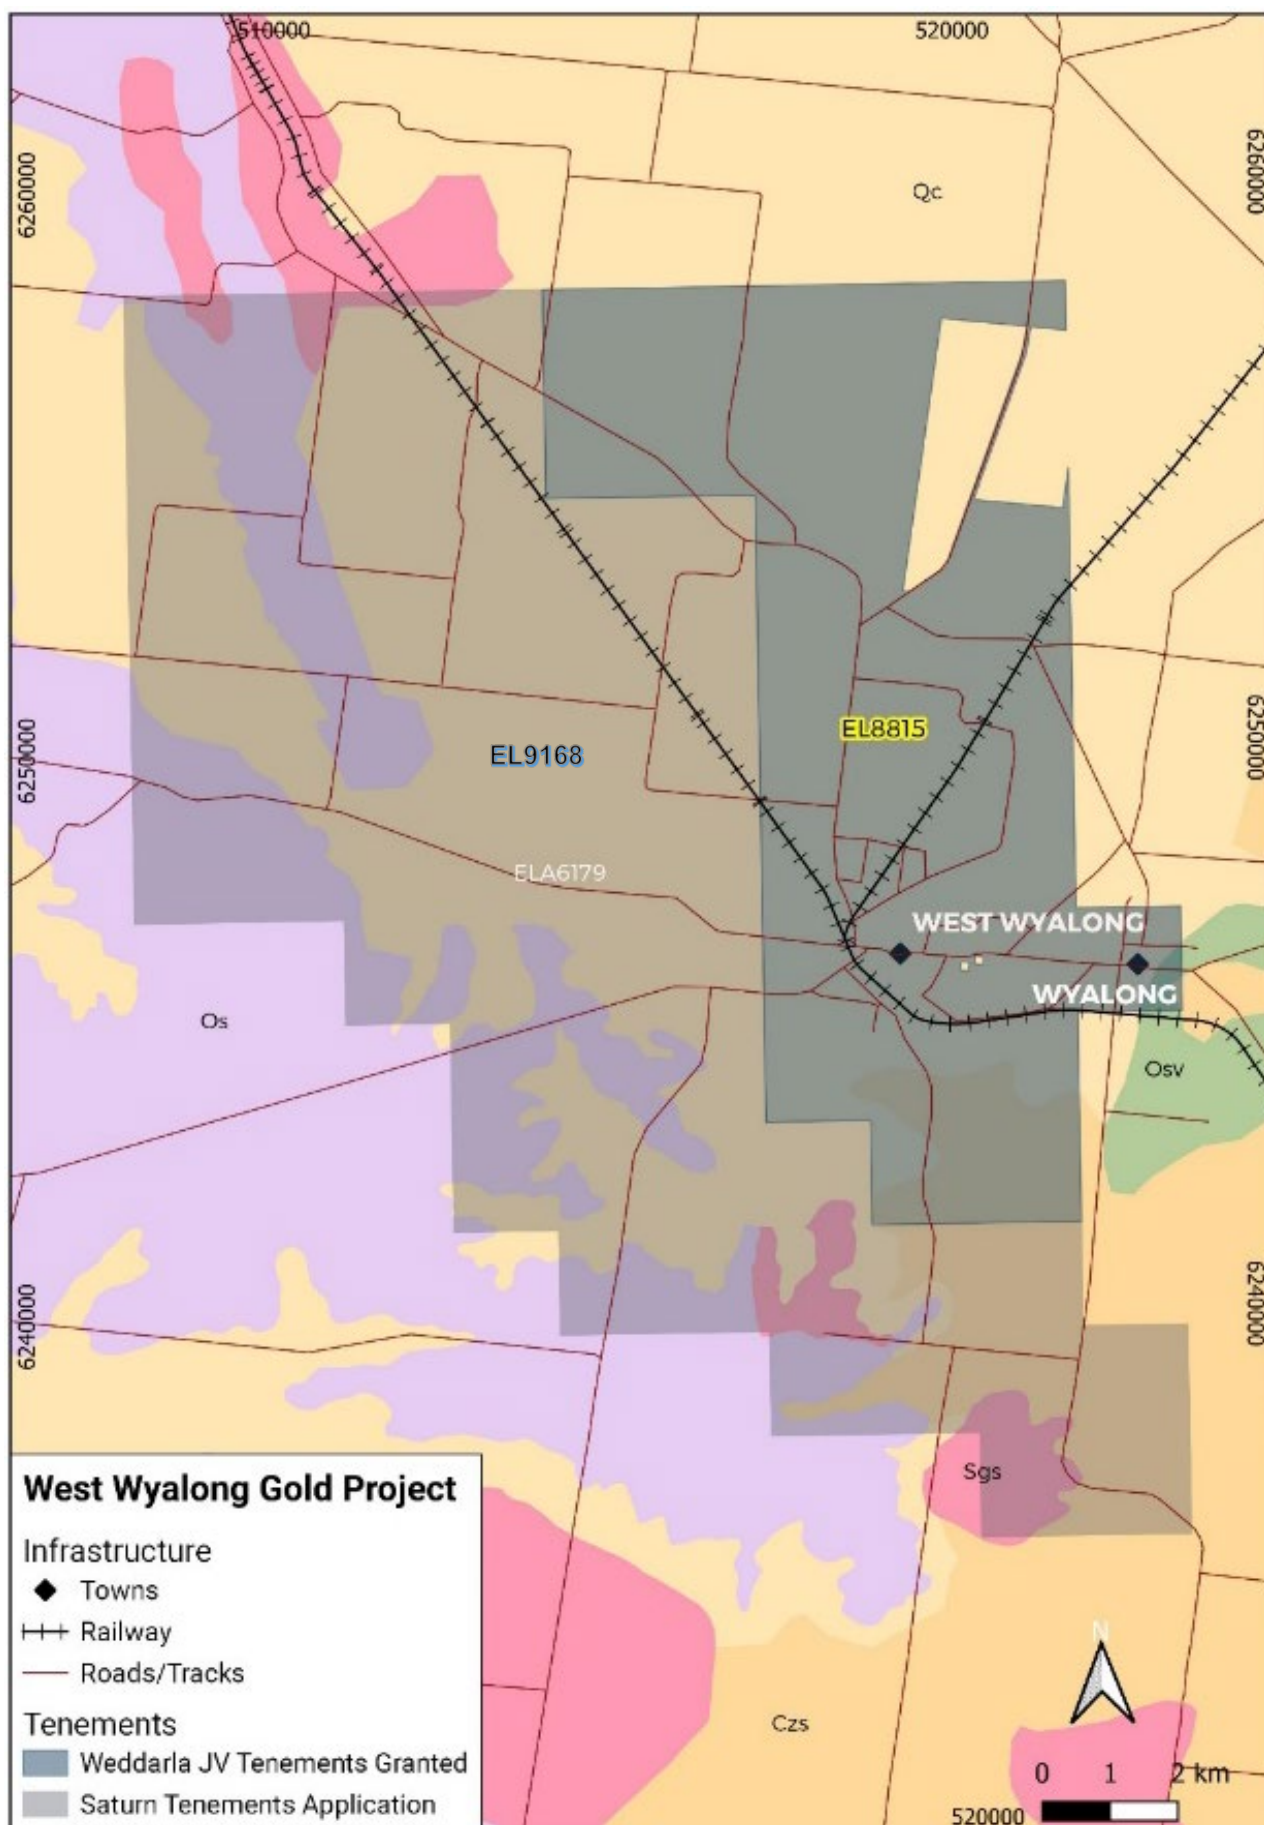 510000
520000
6260000
6260000
Qc
EL8815
EL9168
6250000
6250000
ELA6179
WEST WYALONG
WYALONG
Os
Osv
6240000
6240000
Sgs
West Wyalong Gold Project
Infrastructure
Towns
Railway
Roads/Tracks
Tenements
Weddarla JV Tenements Granted
Saturn Tenements Application
Czs
N
0 1 2 km
520000